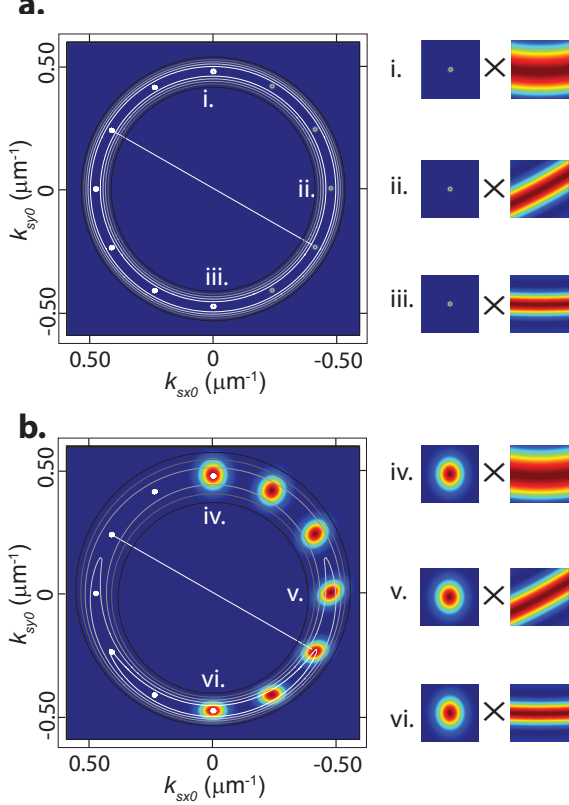 a.
0.50
0
-0.50
k_sy0 (μm⁻¹)
i.
ii.
iii.
0.50 0 -0.50
k_sx0 (μm⁻¹)
i. ×
ii. ×
iii. ×
b.
0.50
0
-0.50
k_sy0 (μm⁻¹)
iv.
v.
vi.
0.50 0 -0.50
k_sx0 (μm⁻¹)
iv. ×
v. ×
vi. ×